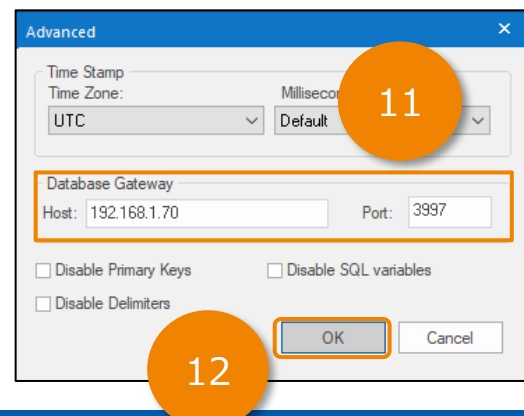 Advanced
Time Stamp
Time Zone:
UTC
Default
11
Database Gateway
Host: 192.168.1.70 Port: 3997
Disable Primary Keys Disable SQL variables
Disable Delimiters
OK Cancel
12